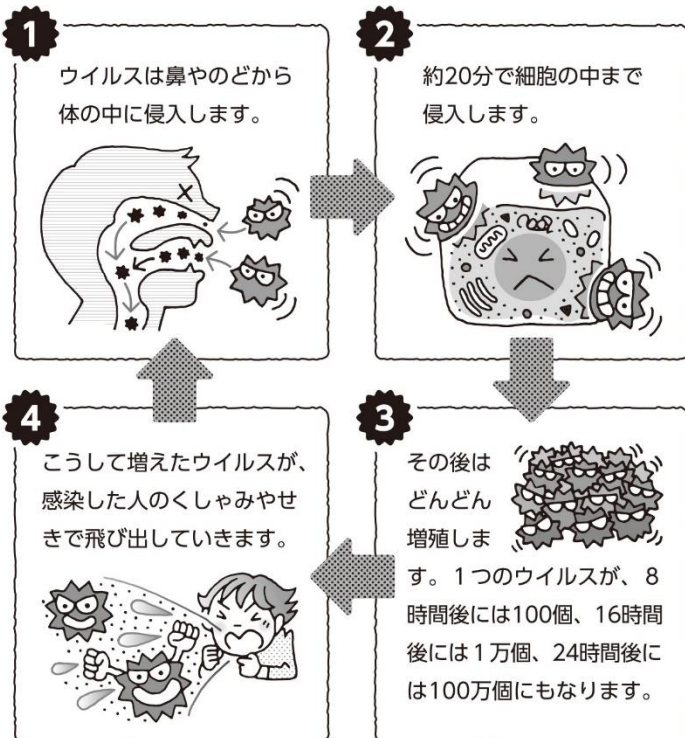 1
ウイルスは鼻やのどから
体の中に侵入します。
2
約20分で細胞の中まで
侵入します。
3
その後は
どんどん
増殖しま
す。1つのウイルスが、8
時間後には100個、16時間
後には1万個、24時間後に
は100万個にもなります。
4
こうして増えたウイルスが、
感染した人のくしゃみやせ
きで飛び出していきます。